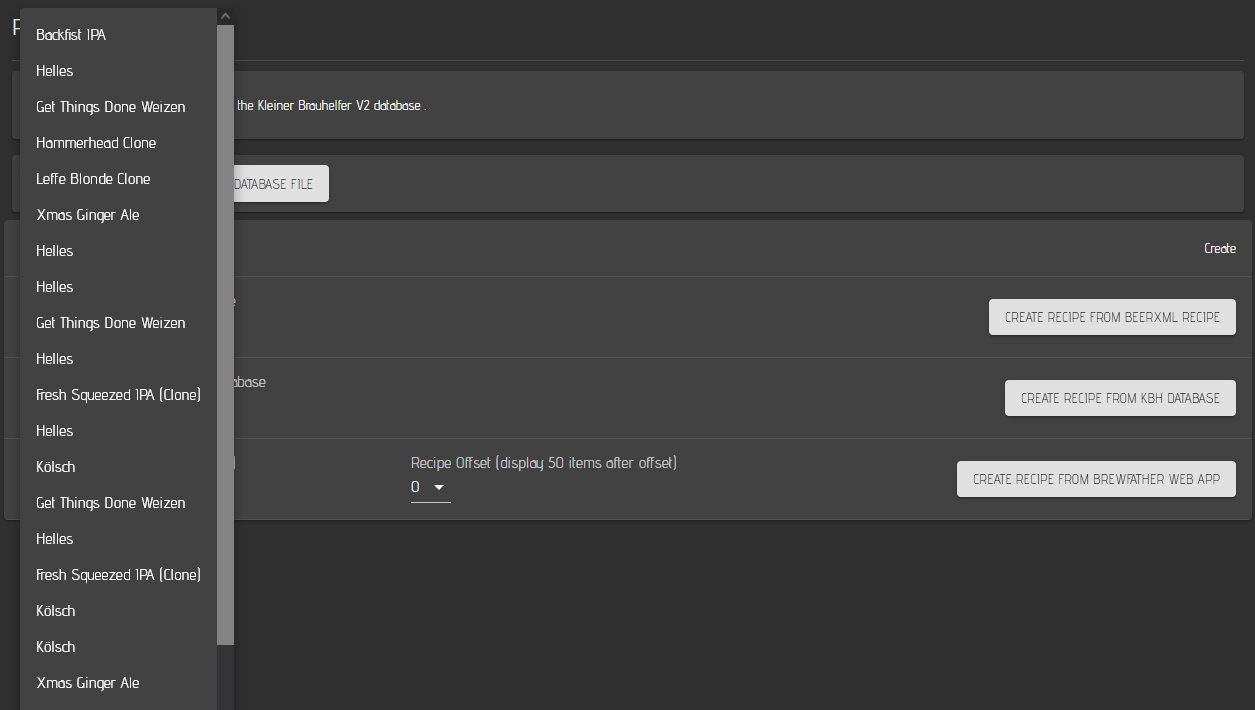 Backfist IPA
Helles
Get Things Done Weizen
Hammerhead Clone
Leffe Blonde Clone
Xmas Ginger Ale
Helles
Helles
Get Things Done Weizen
Helles
Fresh Squeezed IPA (Clone)
Helles
Kölsch
Get Things Done Weizen
Helles
Fresh Squeezed IPA (Clone)
Kölsch
Kölsch
Xmas Ginger Ale
the Kleiner Brauhelfer V2 database .
DATABASE FILE
Create
CREATE RECIPE FROM BEERXML RECIPE
CREATE RECIPE FROM KBH DATABASE
Recipe Offset (display 50 items after offset)
0
CREATE RECIPE FROM BREWFATHER WEB APP